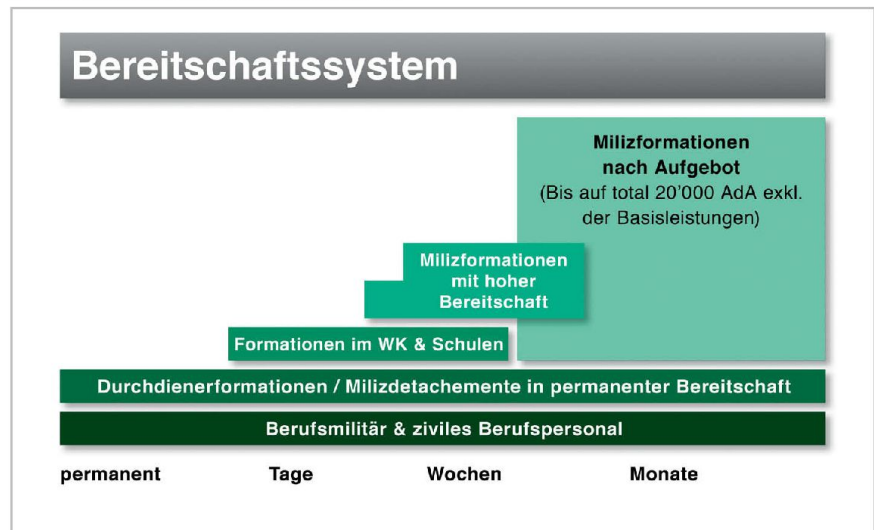 Bereitschaftssystem
Milizformationen
nach Aufgebot
(Bis auf total 20'000 AdA exkl.
der Basisleistungen)
Milizformationen
mit hoher
Bereitschaft
Formationen im WK & Schulen
Durchdienerformationen / Milizdetachemente in permanenter Bereitschaft
Berufsmilitär & ziviles Berufspersonal
permanent Tage Wochen Monate